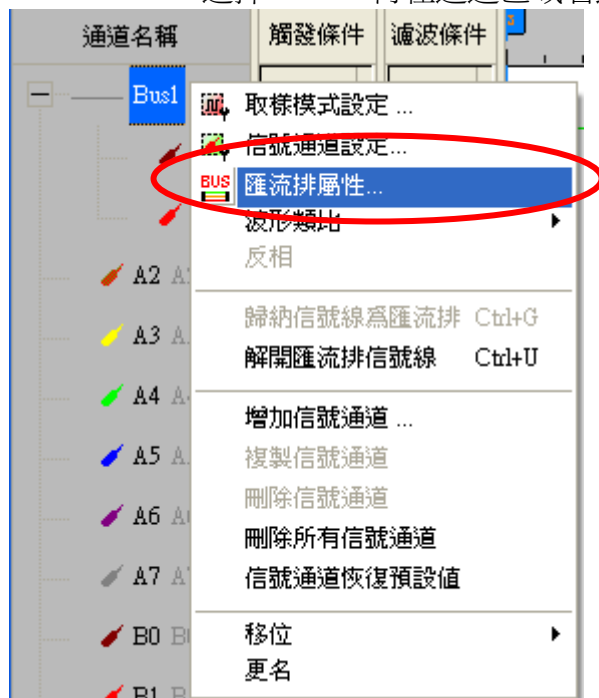 通道名稱 觸發條件 濾波條件
Bus1
取樣模式設定 ...
信號通道設定...
BUS 匯流排屬性...
波形類比
反相
A2
歸納信號線為匯流排 Ctrl+G
A3
解開匯流排信號線 Ctrl+U
A4
增加信號通道 ...
A5
複製信號通道
刪除信號通道
A6
刪除所有信號通道
A7
信號通道恢復預設值
B0
移位
更名
B1